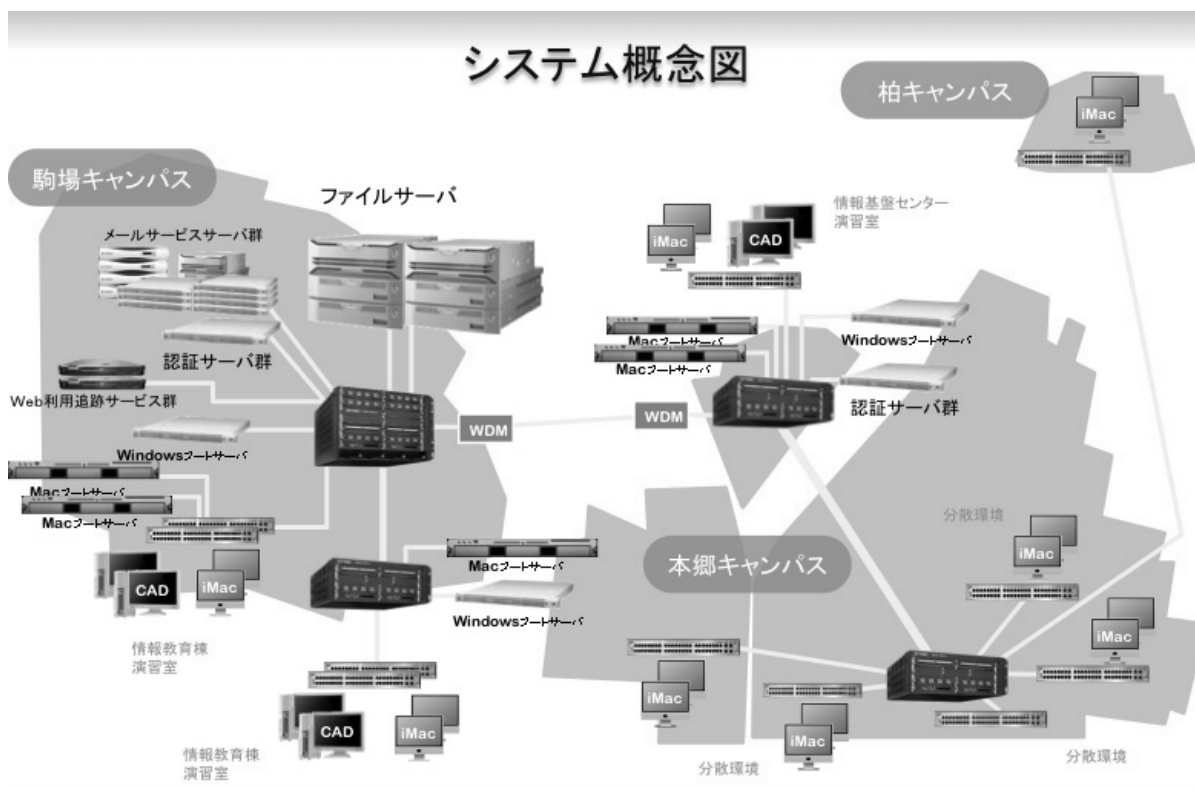 システム概念図
柏キャンパス
iMac
駒場キャンパス
ファイルサーバ
メールサービスサーバ群
情報基盤センター
演習室
iMac
CAD
認証サーバ群
Macブートサーバ
Macブートサーバ
Windowsブートサーバ
認証サーバ群
Web利用追跡サービス群
WDM
WDM
Windowsブートサーバ
Macブートサーバ
Macブートサーバ
CAD
iMac
情報教育棟
演習室
Macブートサーバ
Windowsブートサーバ
本郷キャンパス
分散環境
iMac
iMac
iMac
iMac
CAD
iMac
情報教育棟
演習室
分散環境
分散環境